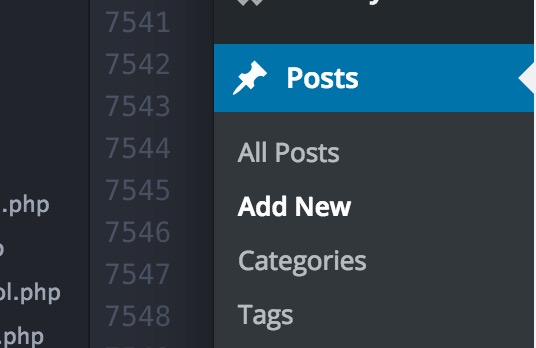 7541
7542
7543
7544
7545
7546
7547
7548
.php
ol.php
.php
Posts
All Posts
Add New
Categories
Tags